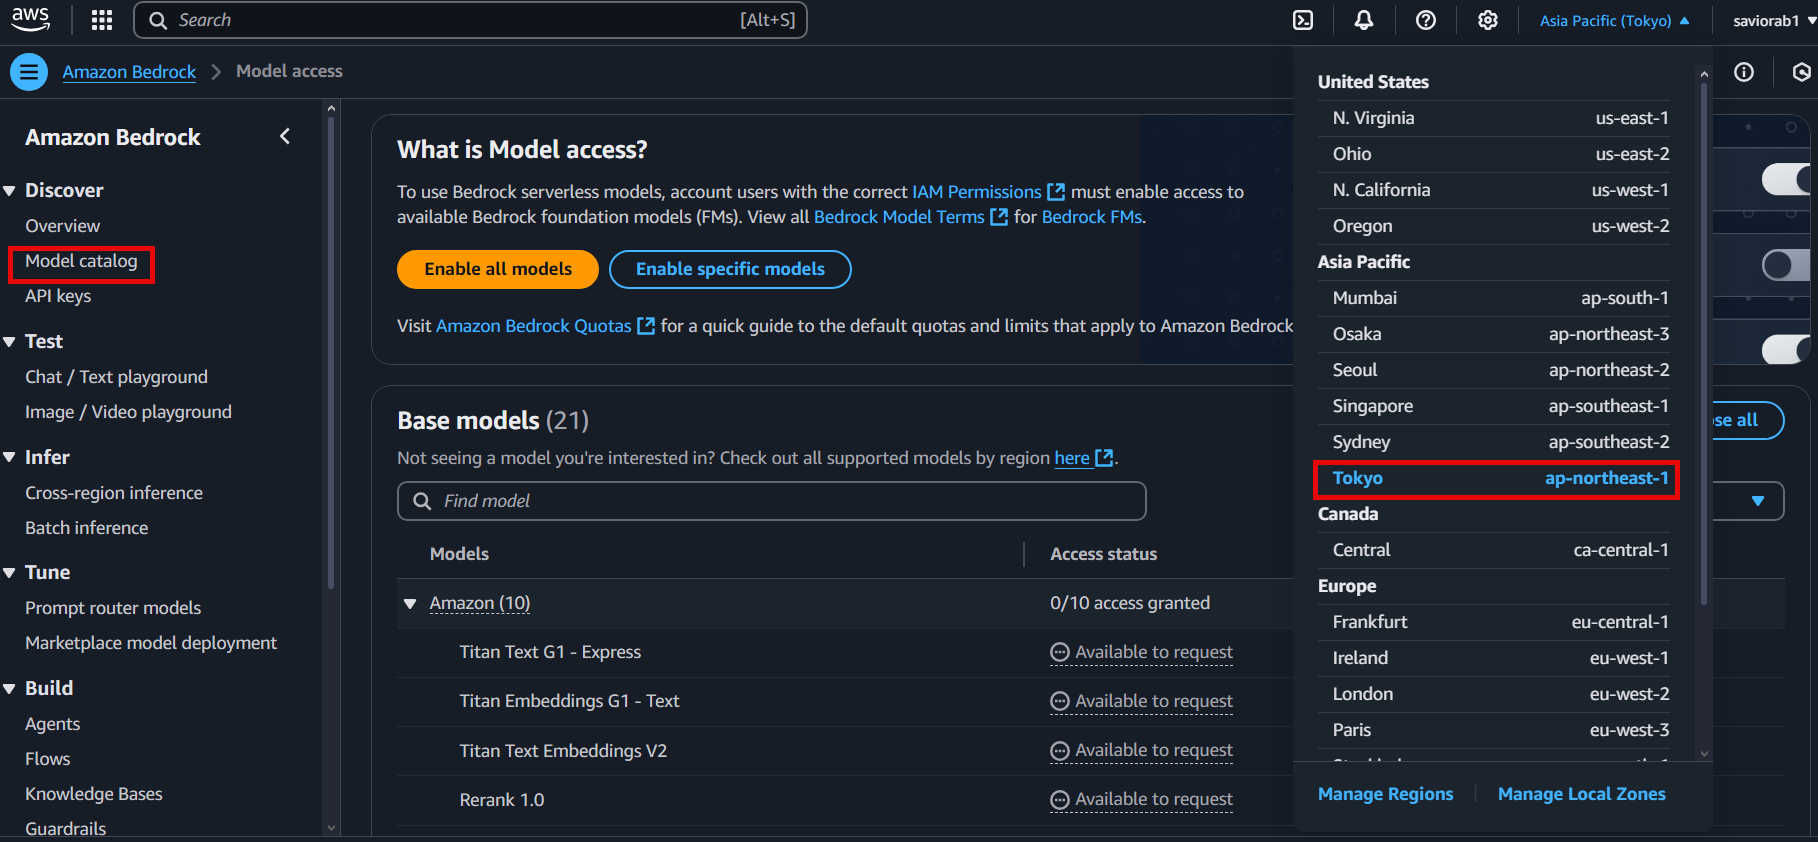 aws
Search [Alt+S]
Asia Pacific (Tokyo)
saviorab1
Amazon Bedrock
Model access
Amazon Bedrock
Discover
Overview
Model catalog
API keys
Test
Chat / Text playground
Image / Video playground
Infer
Cross-region inference
Batch inference
Tune
Prompt router models
Marketplace model deployment
Build
Agents
Flows
Knowledge Bases
Guardrails
What is Model access?
To use Bedrock serverless models, account users with the correct IAM Permissions must enable access to
available Bedrock foundation models (FMs). View all Bedrock Model Terms for Bedrock FMs.
Enable all models
Enable specific models
Visit Amazon Bedrock Quotas for a quick guide to the default quotas and limits that apply to Amazon Bedrock
Base models (21)
se all
Not seeing a model you're interested in? Check out all supported models by region here.
Find model
Models Access status
Amazon (10) 0/10 access granted
Titan Text G1 - Express Available to request
Titan Embeddings G1 - Text Available to request
Titan Text Embeddings V2 Available to request
Rerank 1.0 Available to request
United States
N. Virginia us-east-1
Ohio us-east-2
N. California us-west-1
Oregon us-west-2
Asia Pacific
Mumbai ap-south-1
Osaka ap-northeast-3
Seoul ap-northeast-2
Singapore ap-southeast-1
Sydney ap-southeast-2
Tokyo ap-northeast-1
Canada
Central ca-central-1
Europe
Frankfurt eu-central-1
Ireland eu-west-1
London eu-west-2
Paris eu-west-3
Manage Regions
Manage Local Zones